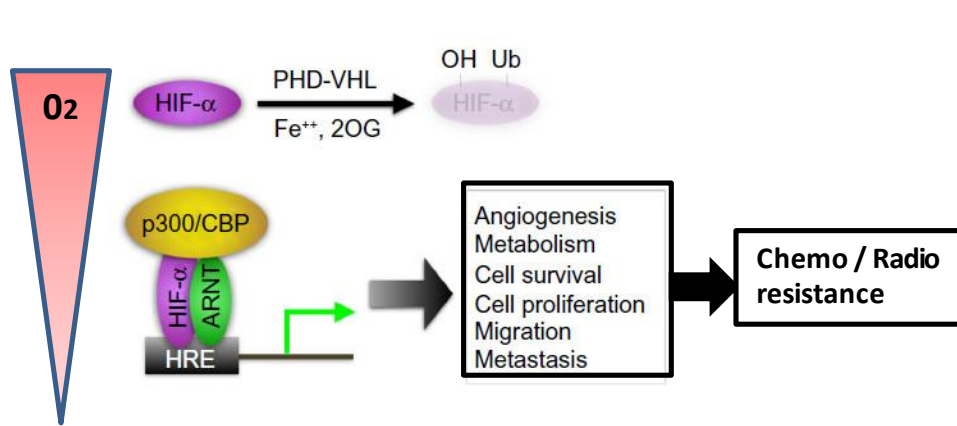 02
HIF-α
PHD-VHL
Fe⁺⁺, 2OG
OH Ub
HIF-α
p300/CBP
HIF-α
ARNT
HRE
Angiogenesis
Metabolism
Cell survival
Cell proliferation
Migration
Metastasis
Chemo / Radio
resistance